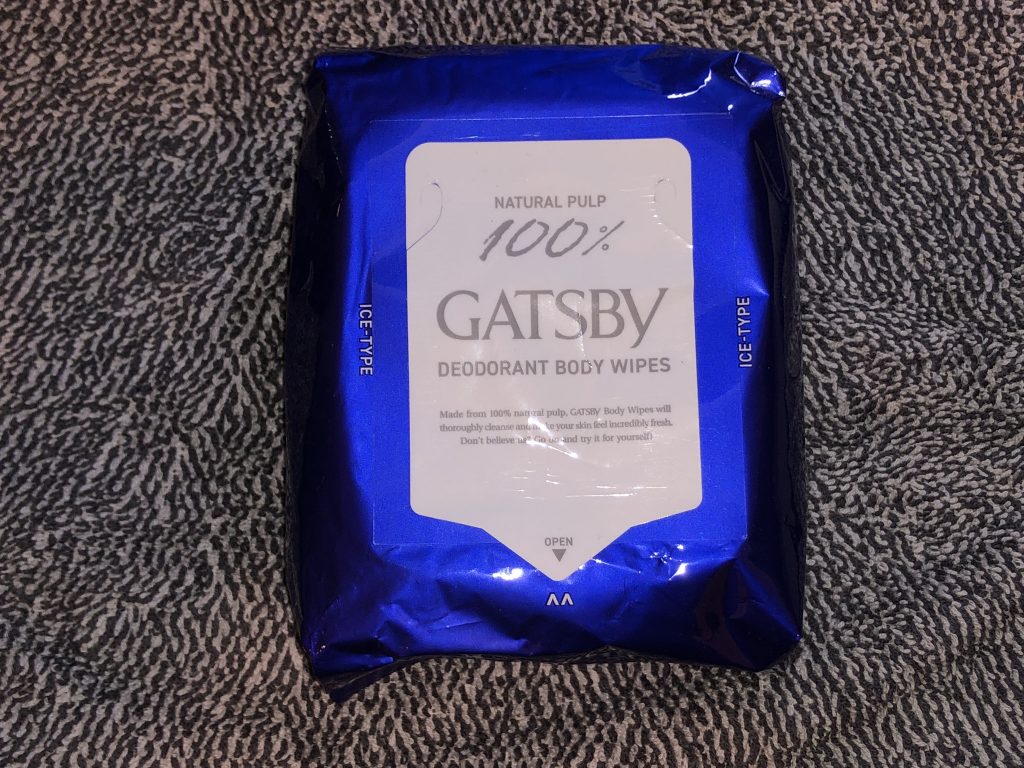 NATURAL PULP
100%
GATSBY
DEODORANT BODY WIPES
Made from 100% natural pulp, GATSBY Body Wipes will
thoroughly cleanse and make your skin feel incredibly fresh.
Don't believe us? Go on and try it for yourself!
OPEN
ICE-TYPE
ICE-TYPE